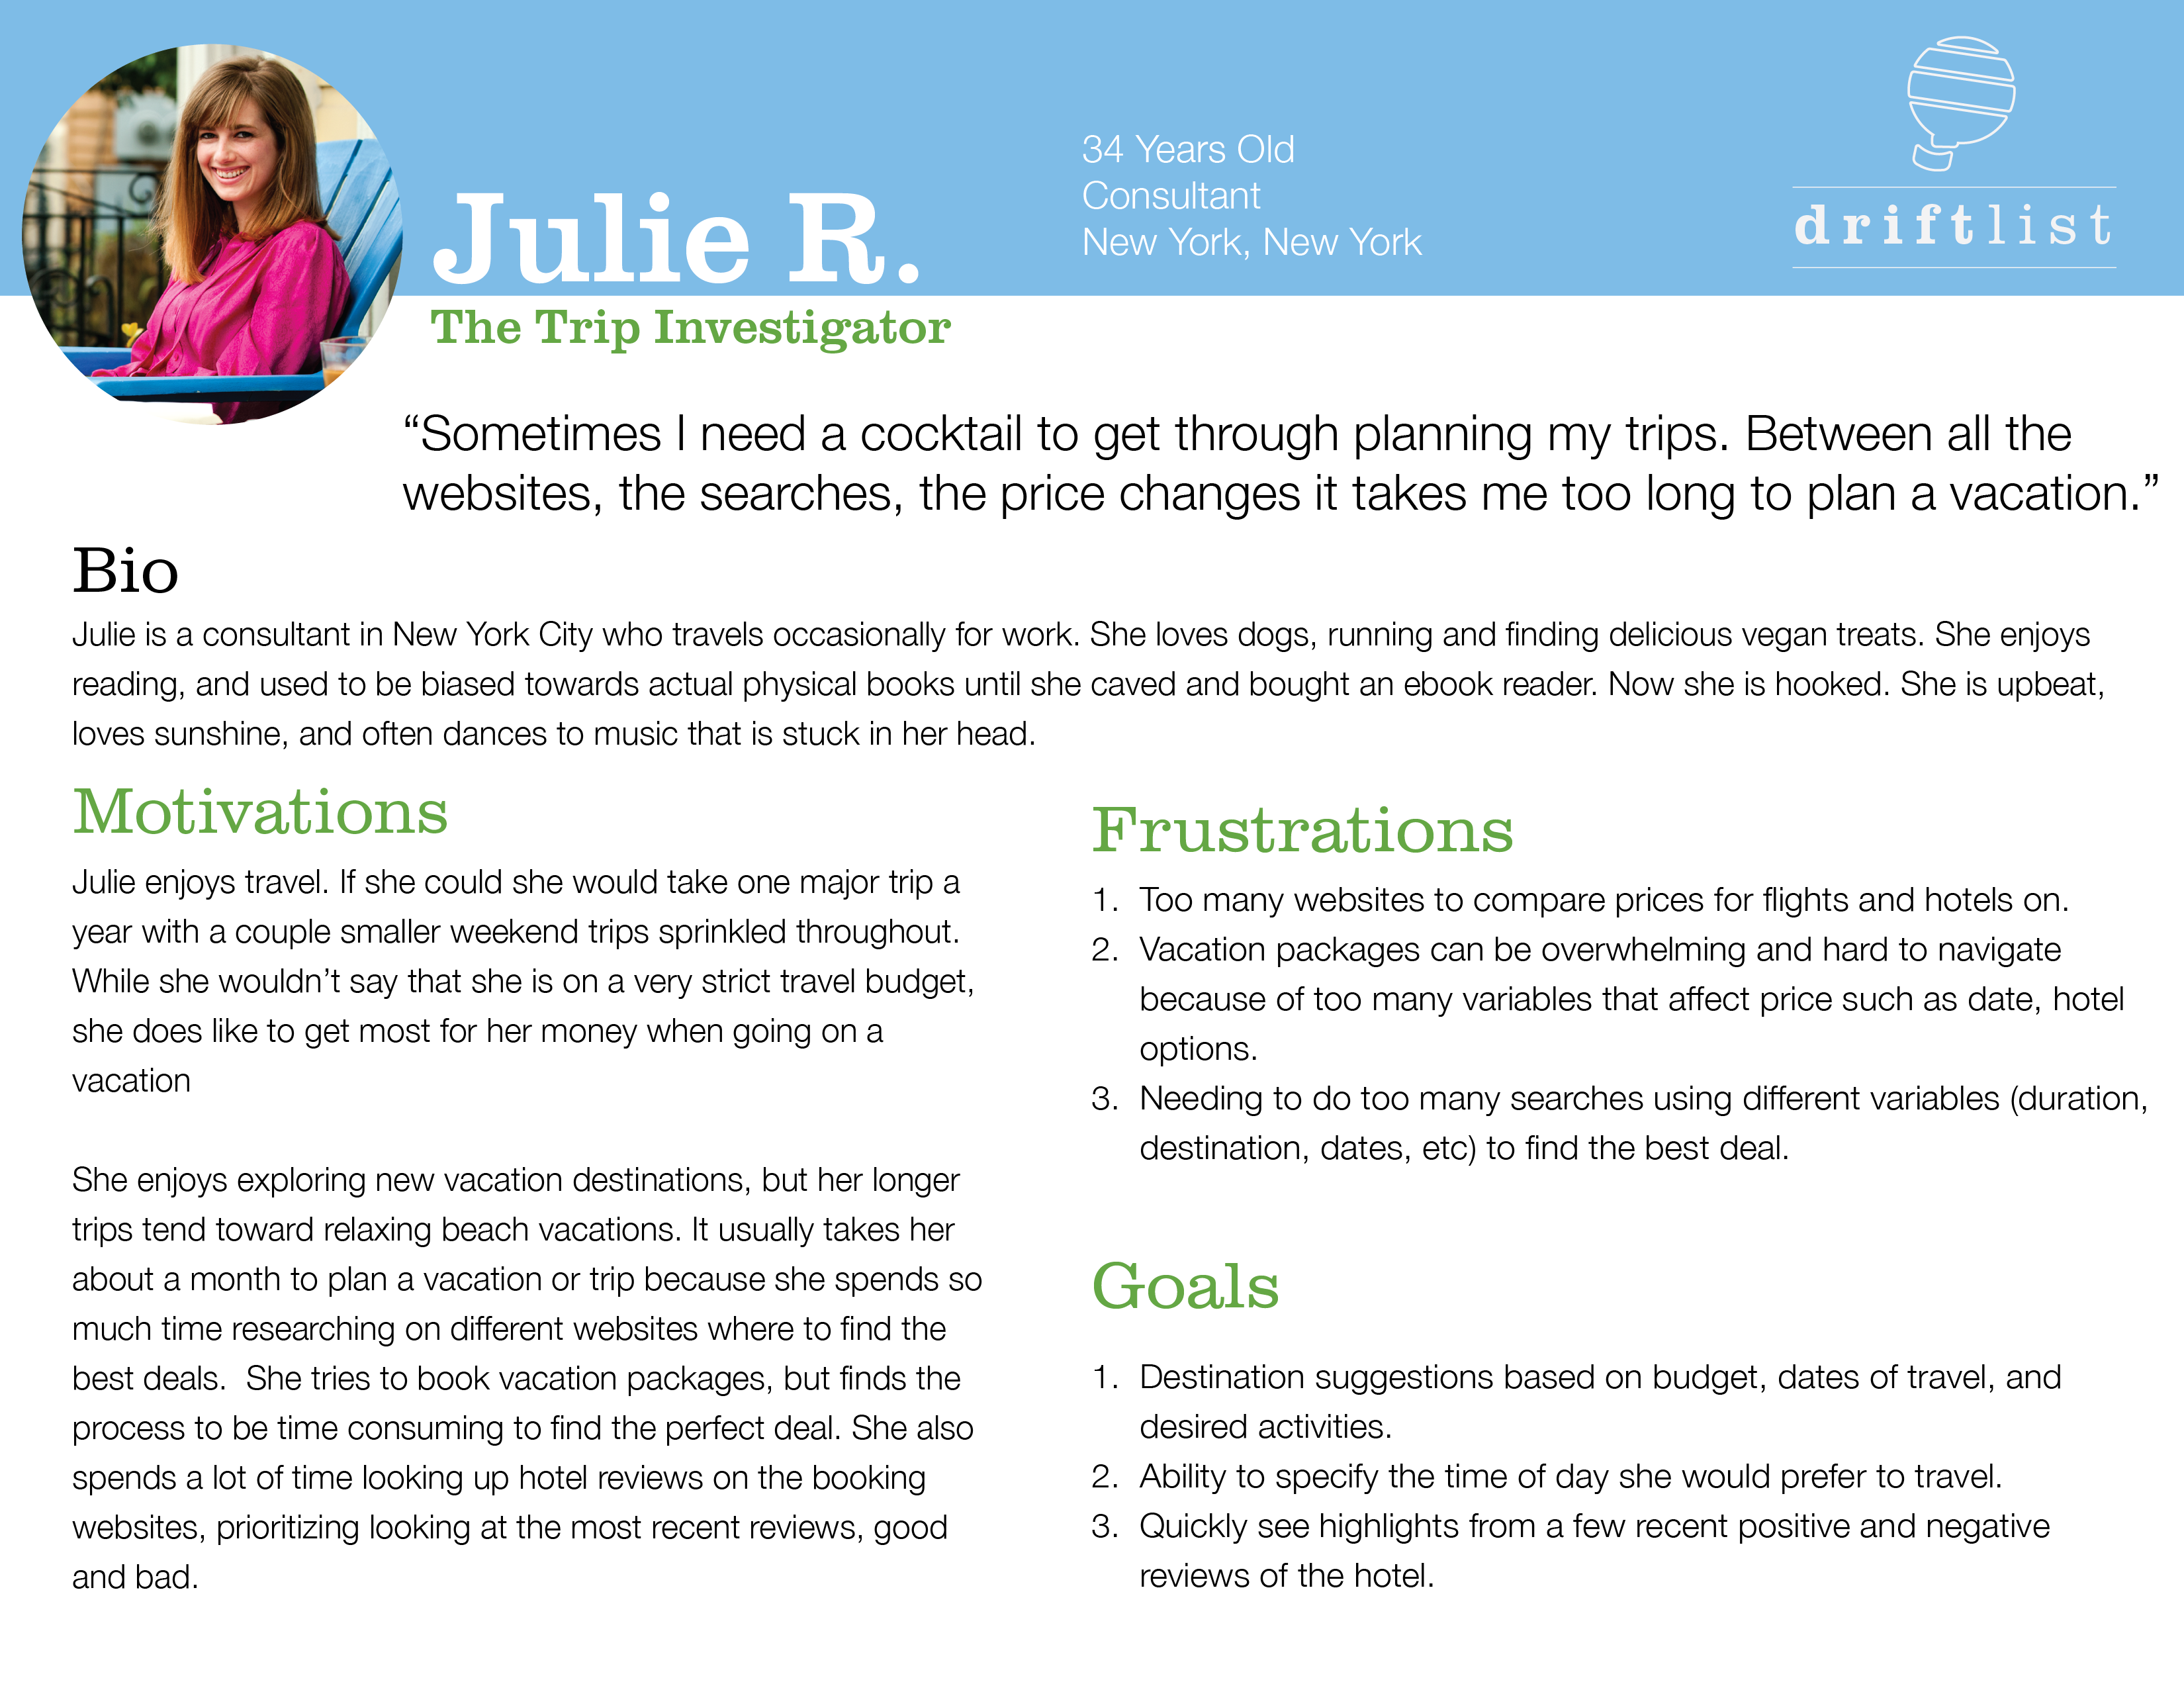 Julie R.
The Trip Investigator
34 Years Old
Consultant
New York, New York
driftlist
“Sometimes I need a cocktail to get through planning my trips. Between all the
websites, the searches, the price changes it takes me too long to plan a vacation.”
Bio
Julie is a consultant in New York City who travels occasionally for work. She loves dogs, running and finding delicious vegan treats. She enjoys
reading, and used to be biased towards actual physical books until she caved and bought an ebook reader. Now she is hooked. She is upbeat,
loves sunshine, and often dances to music that is stuck in her head.
Motivations
Julie enjoys travel. If she could she would take one major trip a
year with a couple smaller weekend trips sprinkled throughout.
While she wouldn’t say that she is on a very strict travel budget,
she does like to get most for her money when going on a
vacation
She enjoys exploring new vacation destinations, but her longer
trips tend toward relaxing beach vacations. It usually takes her
about a month to plan a vacation or trip because she spends so
much time researching on different websites where to find the
best deals.  She tries to book vacation packages, but finds the
process to be time consuming to find the perfect deal. She also
spends a lot of time looking up hotel reviews on the booking
websites, prioritizing looking at the most recent reviews, good
and bad.
Frustrations
1. Too many websites to compare prices for flights and hotels on.
2. Vacation packages can be overwhelming and hard to navigate
because of too many variables that affect price such as date, hotel
options.
3. Needing to do too many searches using different variables (duration,
destination, dates, etc) to find the best deal.
Goals
1. Destination suggestions based on budget, dates of travel, and
desired activities.
2. Ability to specify the time of day she would prefer to travel.
3. Quickly see highlights from a few recent positive and negative
reviews of the hotel.